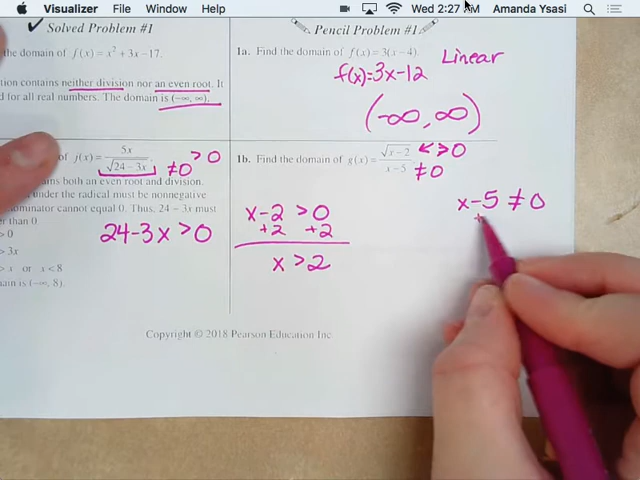 Visualizer File Edit Window Help Wed 2:27 AM Amanda Ysasi
✓ Solved Problem #1
the domain of f(x) = x² + 3x − 17.
tion contains neither division nor an even root. It
d for all real numbers. The domain is (−∞, ∞).
Pencil Problem #1
1a. Find the domain of f(x) = 3(x − 4).
Linear
f(x)=3x-12
(-∞, ∞)
of f(x) = 5x / √24 − 3x.
>0
≠0
ains both an even root and division.
under the radical must be nonnegative
nominator cannot equal 0. Thus, 24 − 3x must
er than 0.
24-3x >0
> 3x
> x or x < 8
ain is (−∞, 8).
1b. Find the domain of g(x) = √x − 2 / x − 5.
>0
≠0
x-2 >0
+2 +2
x >2
x-5 ≠0
+
Copyright © 2018 Pearson Education Inc